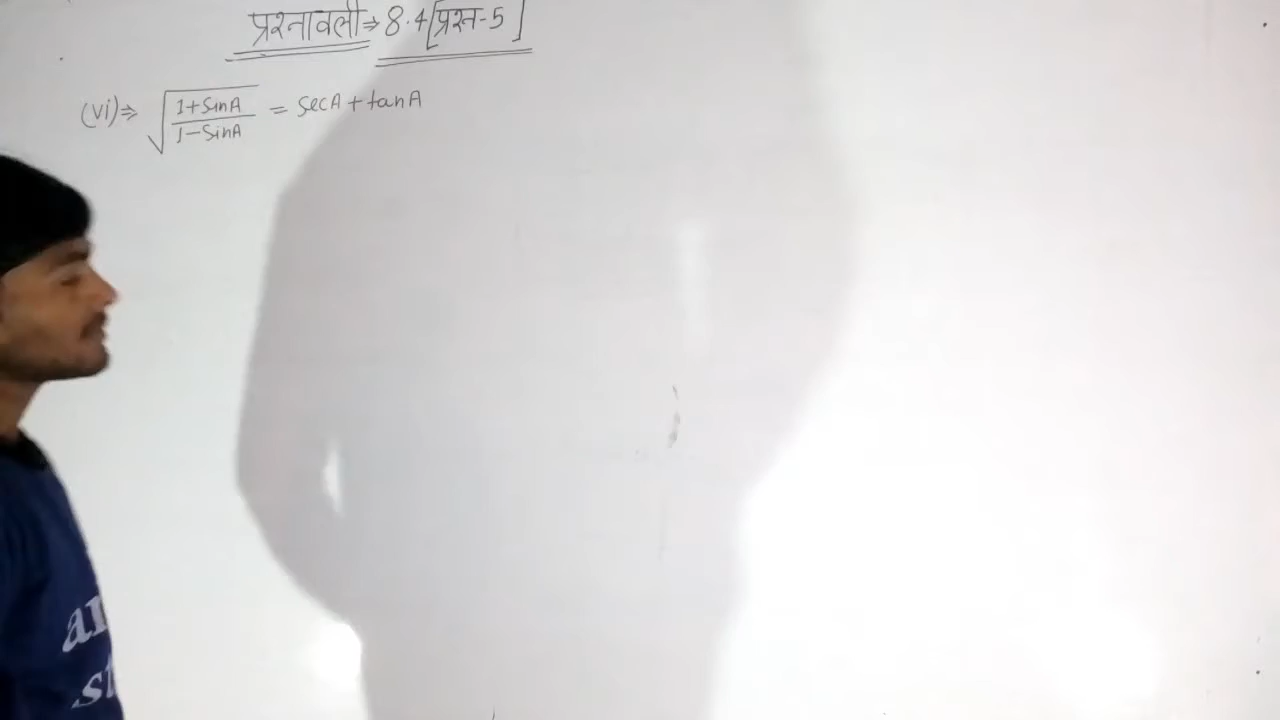 प्रश्नावली⇒ 8.4[प्रश्न-5]
(vi)⇒ √(1+SinA/1-SinA) = SecA+tanA